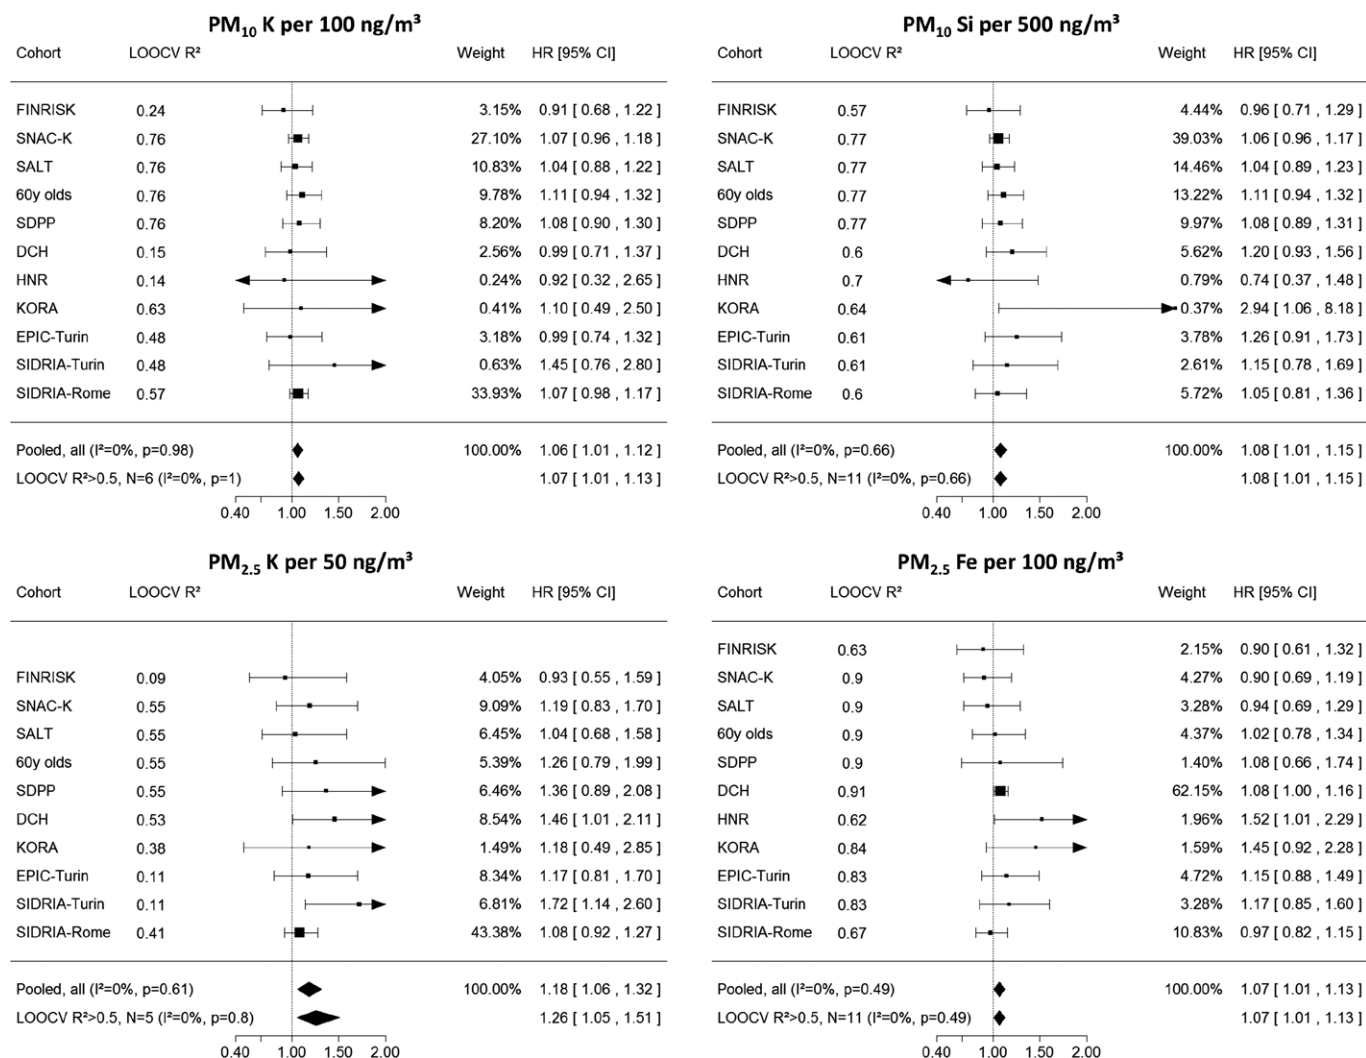 PM₁₀ K per 100 ng/m³
Cohort LOOCV R² Weight HR [95% CI]
FINRISK 0.24 3.15% 0.91 [ 0.68 , 1.22 ]
SNAC-K 0.76 27.10% 1.07 [ 0.96 , 1.18 ]
SALT 0.76 10.83% 1.04 [ 0.88 , 1.22 ]
60y olds 0.76 9.78% 1.11 [ 0.94 , 1.32 ]
SDPP 0.76 8.20% 1.08 [ 0.90 , 1.30 ]
DCH 0.15 2.56% 0.99 [ 0.71 , 1.37 ]
HNR 0.14 0.24% 0.92 [ 0.32 , 2.65 ]
KORA 0.63 0.41% 1.10 [ 0.49 , 2.50 ]
EPIC-Turin 0.48 3.18% 0.99 [ 0.74 , 1.32 ]
SIDRIA-Turin 0.48 0.63% 1.45 [ 0.76 , 2.80 ]
SIDRIA-Rome 0.57 33.93% 1.07 [ 0.98 , 1.17 ]
Pooled, all (I²=0%, p=0.98) 100.00% 1.06 [ 1.01 , 1.12 ]
LOOCV R²>0.5, N=6 (I²=0%, p=1) 1.07 [ 1.01 , 1.13 ]
0.40 1.00 1.50 2.00
PM₁₀ Si per 500 ng/m³
Cohort LOOCV R² Weight HR [95% CI]
FINRISK 0.57 4.44% 0.96 [ 0.71 , 1.29 ]
SNAC-K 0.77 39.03% 1.06 [ 0.96 , 1.17 ]
SALT 0.77 14.46% 1.04 [ 0.89 , 1.23 ]
60y olds 0.77 13.22% 1.11 [ 0.94 , 1.32 ]
SDPP 0.77 9.97% 1.08 [ 0.89 , 1.31 ]
DCH 0.6 5.62% 1.20 [ 0.93 , 1.56 ]
HNR 0.7 0.79% 0.74 [ 0.37 , 1.48 ]
KORA 0.64 0.37% 2.94 [ 1.06 , 8.18 ]
EPIC-Turin 0.61 3.78% 1.26 [ 0.91 , 1.73 ]
SIDRIA-Turin 0.61 2.61% 1.15 [ 0.78 , 1.69 ]
SIDRIA-Rome 0.6 5.72% 1.05 [ 0.81 , 1.36 ]
Pooled, all (I²=0%, p=0.66) 100.00% 1.08 [ 1.01 , 1.15 ]
LOOCV R²>0.5, N=11 (I²=0%, p=0.66) 1.08 [ 1.01 , 1.15 ]
0.40 1.00 1.50 2.00
PM₂.₅ K per 50 ng/m³
Cohort LOOCV R² Weight HR [95% CI]
FINRISK 0.09 4.05% 0.93 [ 0.55 , 1.59 ]
SNAC-K 0.55 9.09% 1.19 [ 0.83 , 1.70 ]
SALT 0.55 6.45% 1.04 [ 0.68 , 1.58 ]
60y olds 0.55 5.39% 1.26 [ 0.79 , 1.99 ]
SDPP 0.55 6.46% 1.36 [ 0.89 , 2.08 ]
DCH 0.53 8.54% 1.46 [ 1.01 , 2.11 ]
KORA 0.38 1.49% 1.18 [ 0.49 , 2.85 ]
EPIC-Turin 0.11 8.34% 1.17 [ 0.81 , 1.70 ]
SIDRIA-Turin 0.11 6.81% 1.72 [ 1.14 , 2.60 ]
SIDRIA-Rome 0.41 43.38% 1.08 [ 0.92 , 1.27 ]
Pooled, all (I²=0%, p=0.61) 100.00% 1.18 [ 1.06 , 1.32 ]
LOOCV R²>0.5, N=5 (I²=0%, p=0.8) 1.26 [ 1.05 , 1.51 ]
0.40 1.00 1.50 2.00
PM₂.₅ Fe per 100 ng/m³
Cohort LOOCV R² Weight HR [95% CI]
FINRISK 0.63 2.15% 0.90 [ 0.61 , 1.32 ]
SNAC-K 0.9 4.27% 0.90 [ 0.69 , 1.19 ]
SALT 0.9 3.28% 0.94 [ 0.69 , 1.29 ]
60y olds 0.9 4.37% 1.02 [ 0.78 , 1.34 ]
SDPP 0.9 1.40% 1.08 [ 0.66 , 1.74 ]
DCH 0.91 62.15% 1.08 [ 1.00 , 1.16 ]
HNR 0.62 1.96% 1.52 [ 1.01 , 2.29 ]
KORA 0.84 1.59% 1.45 [ 0.92 , 2.28 ]
EPIC-Turin 0.83 4.72% 1.15 [ 0.88 , 1.49 ]
SIDRIA-Turin 0.83 3.28% 1.17 [ 0.85 , 1.60 ]
SIDRIA-Rome 0.67 10.83% 0.97 [ 0.82 , 1.15 ]
Pooled, all (I²=0%, p=0.49) 100.00% 1.07 [ 1.01 , 1.13 ]
LOOCV R²>0.5, N=11 (I²=0%, p=0.49) 1.07 [ 1.01 , 1.13 ]
0.40 1.00 1.50 2.00